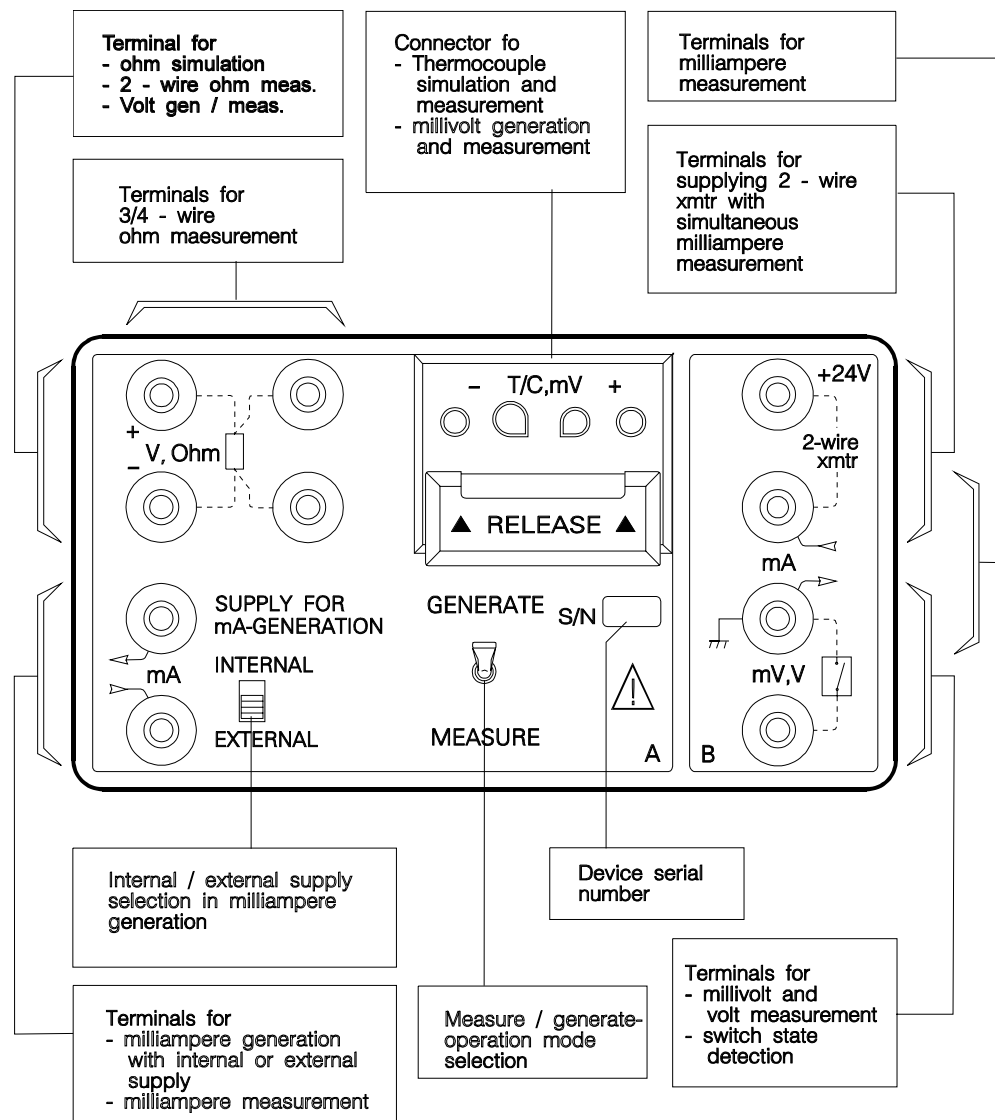 Terminal for
- ohm simulation
- 2 - wire ohm meas.
- Volt gen / meas.
Connector fo
- Thermocouple
simulation and
measurement
- millivolt generation
and measurement
Terminals for
milliampere
measurement
Terminals for
3/4 - wire
ohm maesurement
Terminals for
supplying 2 - wire
xmtr with
simultaneous
milliampere
measurement
- T/C,mV +
+24V
+
V, Ohm
-
2-wire
xmtr
▲ RELEASE ▲
mA
SUPPLY FOR
mA-GENERATION
GENERATE
S/N
mA
INTERNAL
mV,V
EXTERNAL
MEASURE
A
B
Internal / external supply
selection in milliampere
generation
Device serial
number
Terminals for
- milliampere generation
with internal or external
supply
- milliampere measurement
Measure / generate-
operation mode
selection
Terminals for
- millivolt and
volt measurement
- switch state
detection